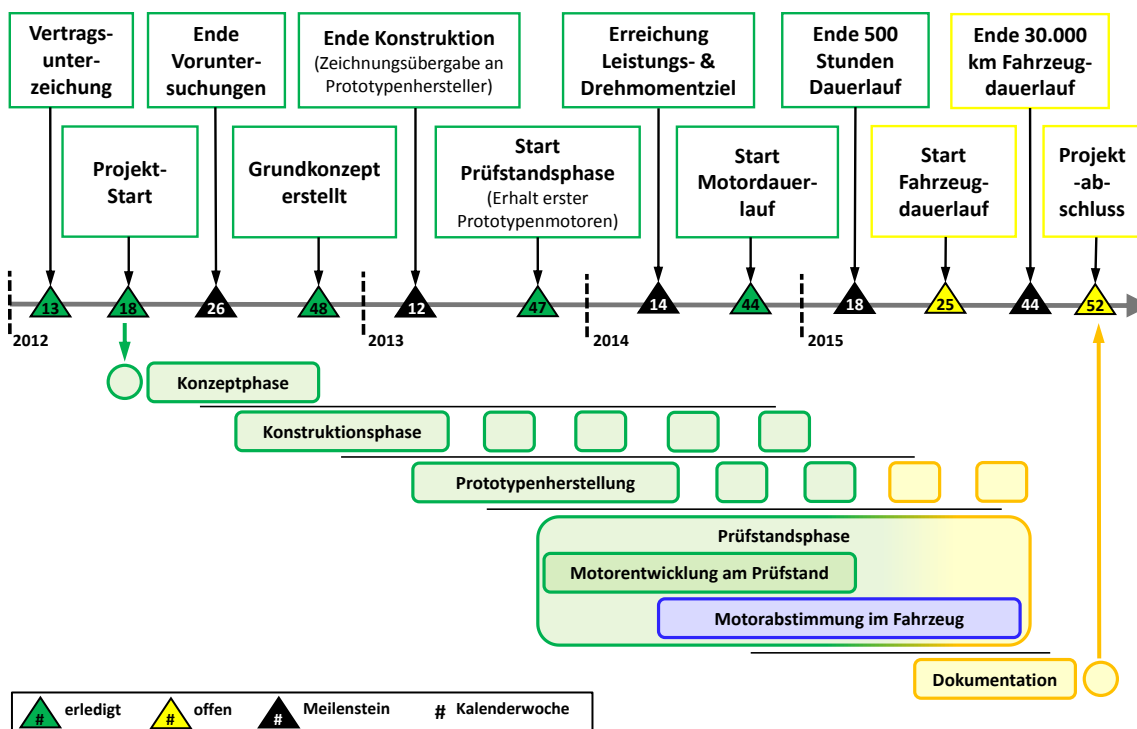 Vertrags-
unter-
zeichung
Ende
Vorunter-
suchungen
Ende Konstruktion
(Zeichnungsübergabe an
Prototypenhersteller)
Erreichung
Leistungs- &
Drehmomentziel
Ende 500
Stunden
Dauerlauf
Ende 30.000
km Fahrzeug-
dauerlauf
Projekt-
Start
Grundkonzept
erstellt
Start
Prüfstandsphase
(Erhalt erster
Prototypenmotoren)
Start
Motordauer-
lauf
Start
Fahrzeug-
dauerlauf
Projekt
-ab-
schluss
13
18
26
48
12
47
14
44
18
25
44
52
2012
2013
2014
2015
Konzeptphase
Konstruktionsphase
Prototypenherstellung
Prüfstandsphase
Motorentwicklung am Prüfstand
Motorabstimmung im Fahrzeug
Dokumentation
# erledigt
# offen
# Meilenstein
# Kalenderwoche